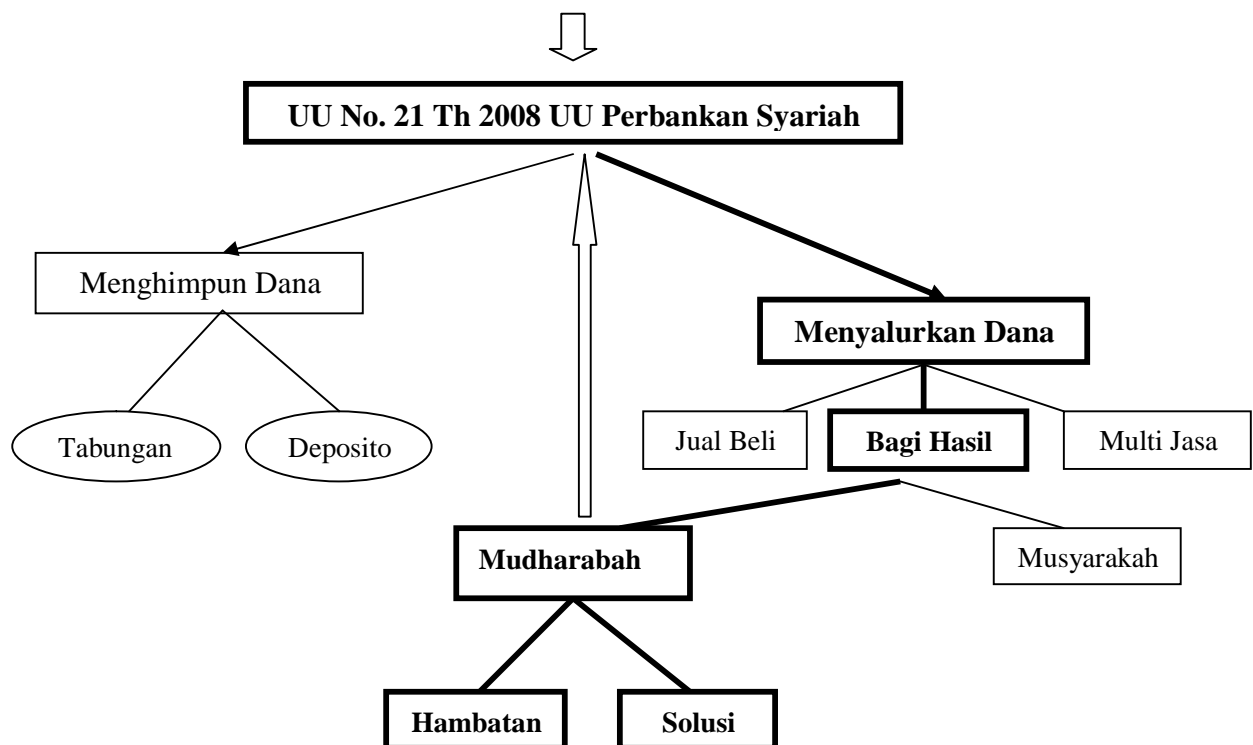 UU No. 21 Th 2008 UU Perbankan Syariah
Menghimpun Dana
Menyalurkan Dana
Tabungan
Deposito
Jual Beli
Bagi Hasil
Multi Jasa
Mudharabah
Musyarakah
Hambatan
Solusi